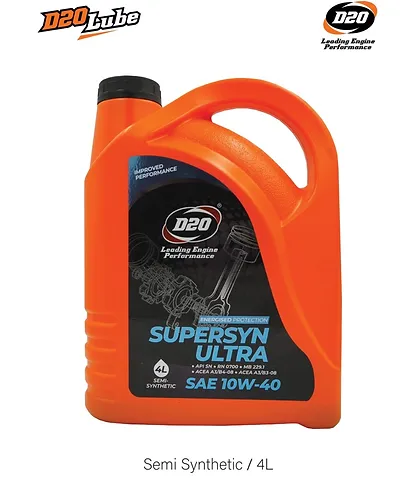 D20 Lube
D20
Leading Engine
Performance
IMPROVED
PERFORMANCE
D20
Leading Engine
Performance
ENERGISED PROTECTION
SUPERSYN
ULTRA
• API SN • RN 0700 • MB 229.1
• ACEA A3/B4-08 • ACEA A3/B3-08
4L
SEMI-
SYNTHETIC
SAE 10W-40
Semi Synthetic / 4L